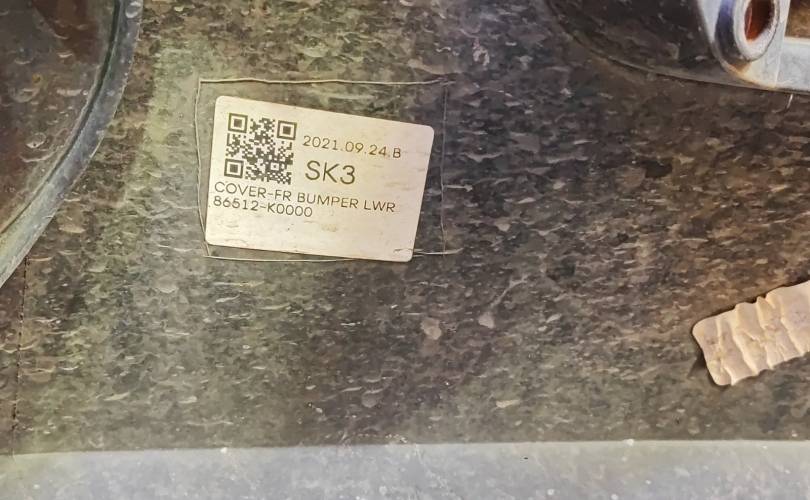 2021.09.24.B
SK3
COVER-FR BUMPER LWR
86512-K0000